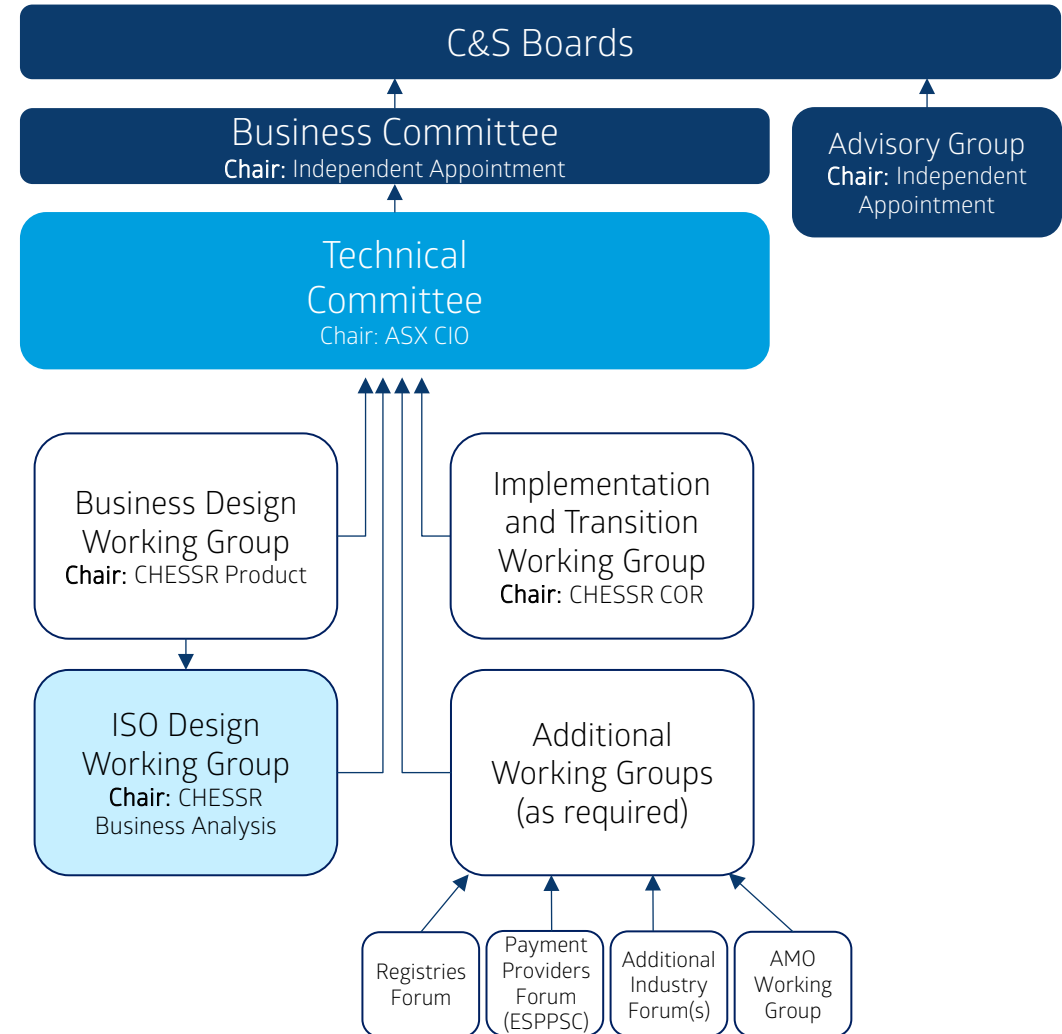 C&S Boards
Business Committee
Chair: Independent Appointment
Advisory Group
Chair: Independent
Appointment
Technical
Committee
Chair: ASX CIO
Business Design
Working Group
Chair: CHESSR Product
Implementation
and Transition
Working Group
Chair: CHESSR COR
ISO Design
Working Group
Chair: CHESSR
Business Analysis
Additional
Working Groups
(as required)
Registries
Forum
Payment
Providers
Forum
(ESPPSC)
Additional
Industry
Forum(s)
AMO
Working
Group